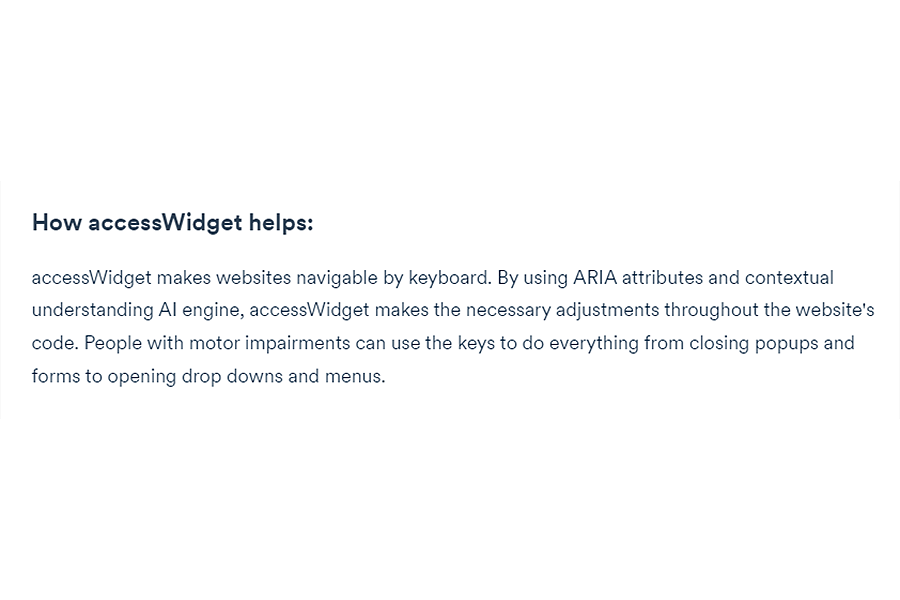 How accessWidget helps:
accessWidget makes websites navigable by keyboard. By using ARIA attributes and contextual
understanding AI engine, accessWidget makes the necessary adjustments throughout the website's
code. People with motor impairments can use the keys to do everything from closing popups and
forms to opening drop downs and menus.